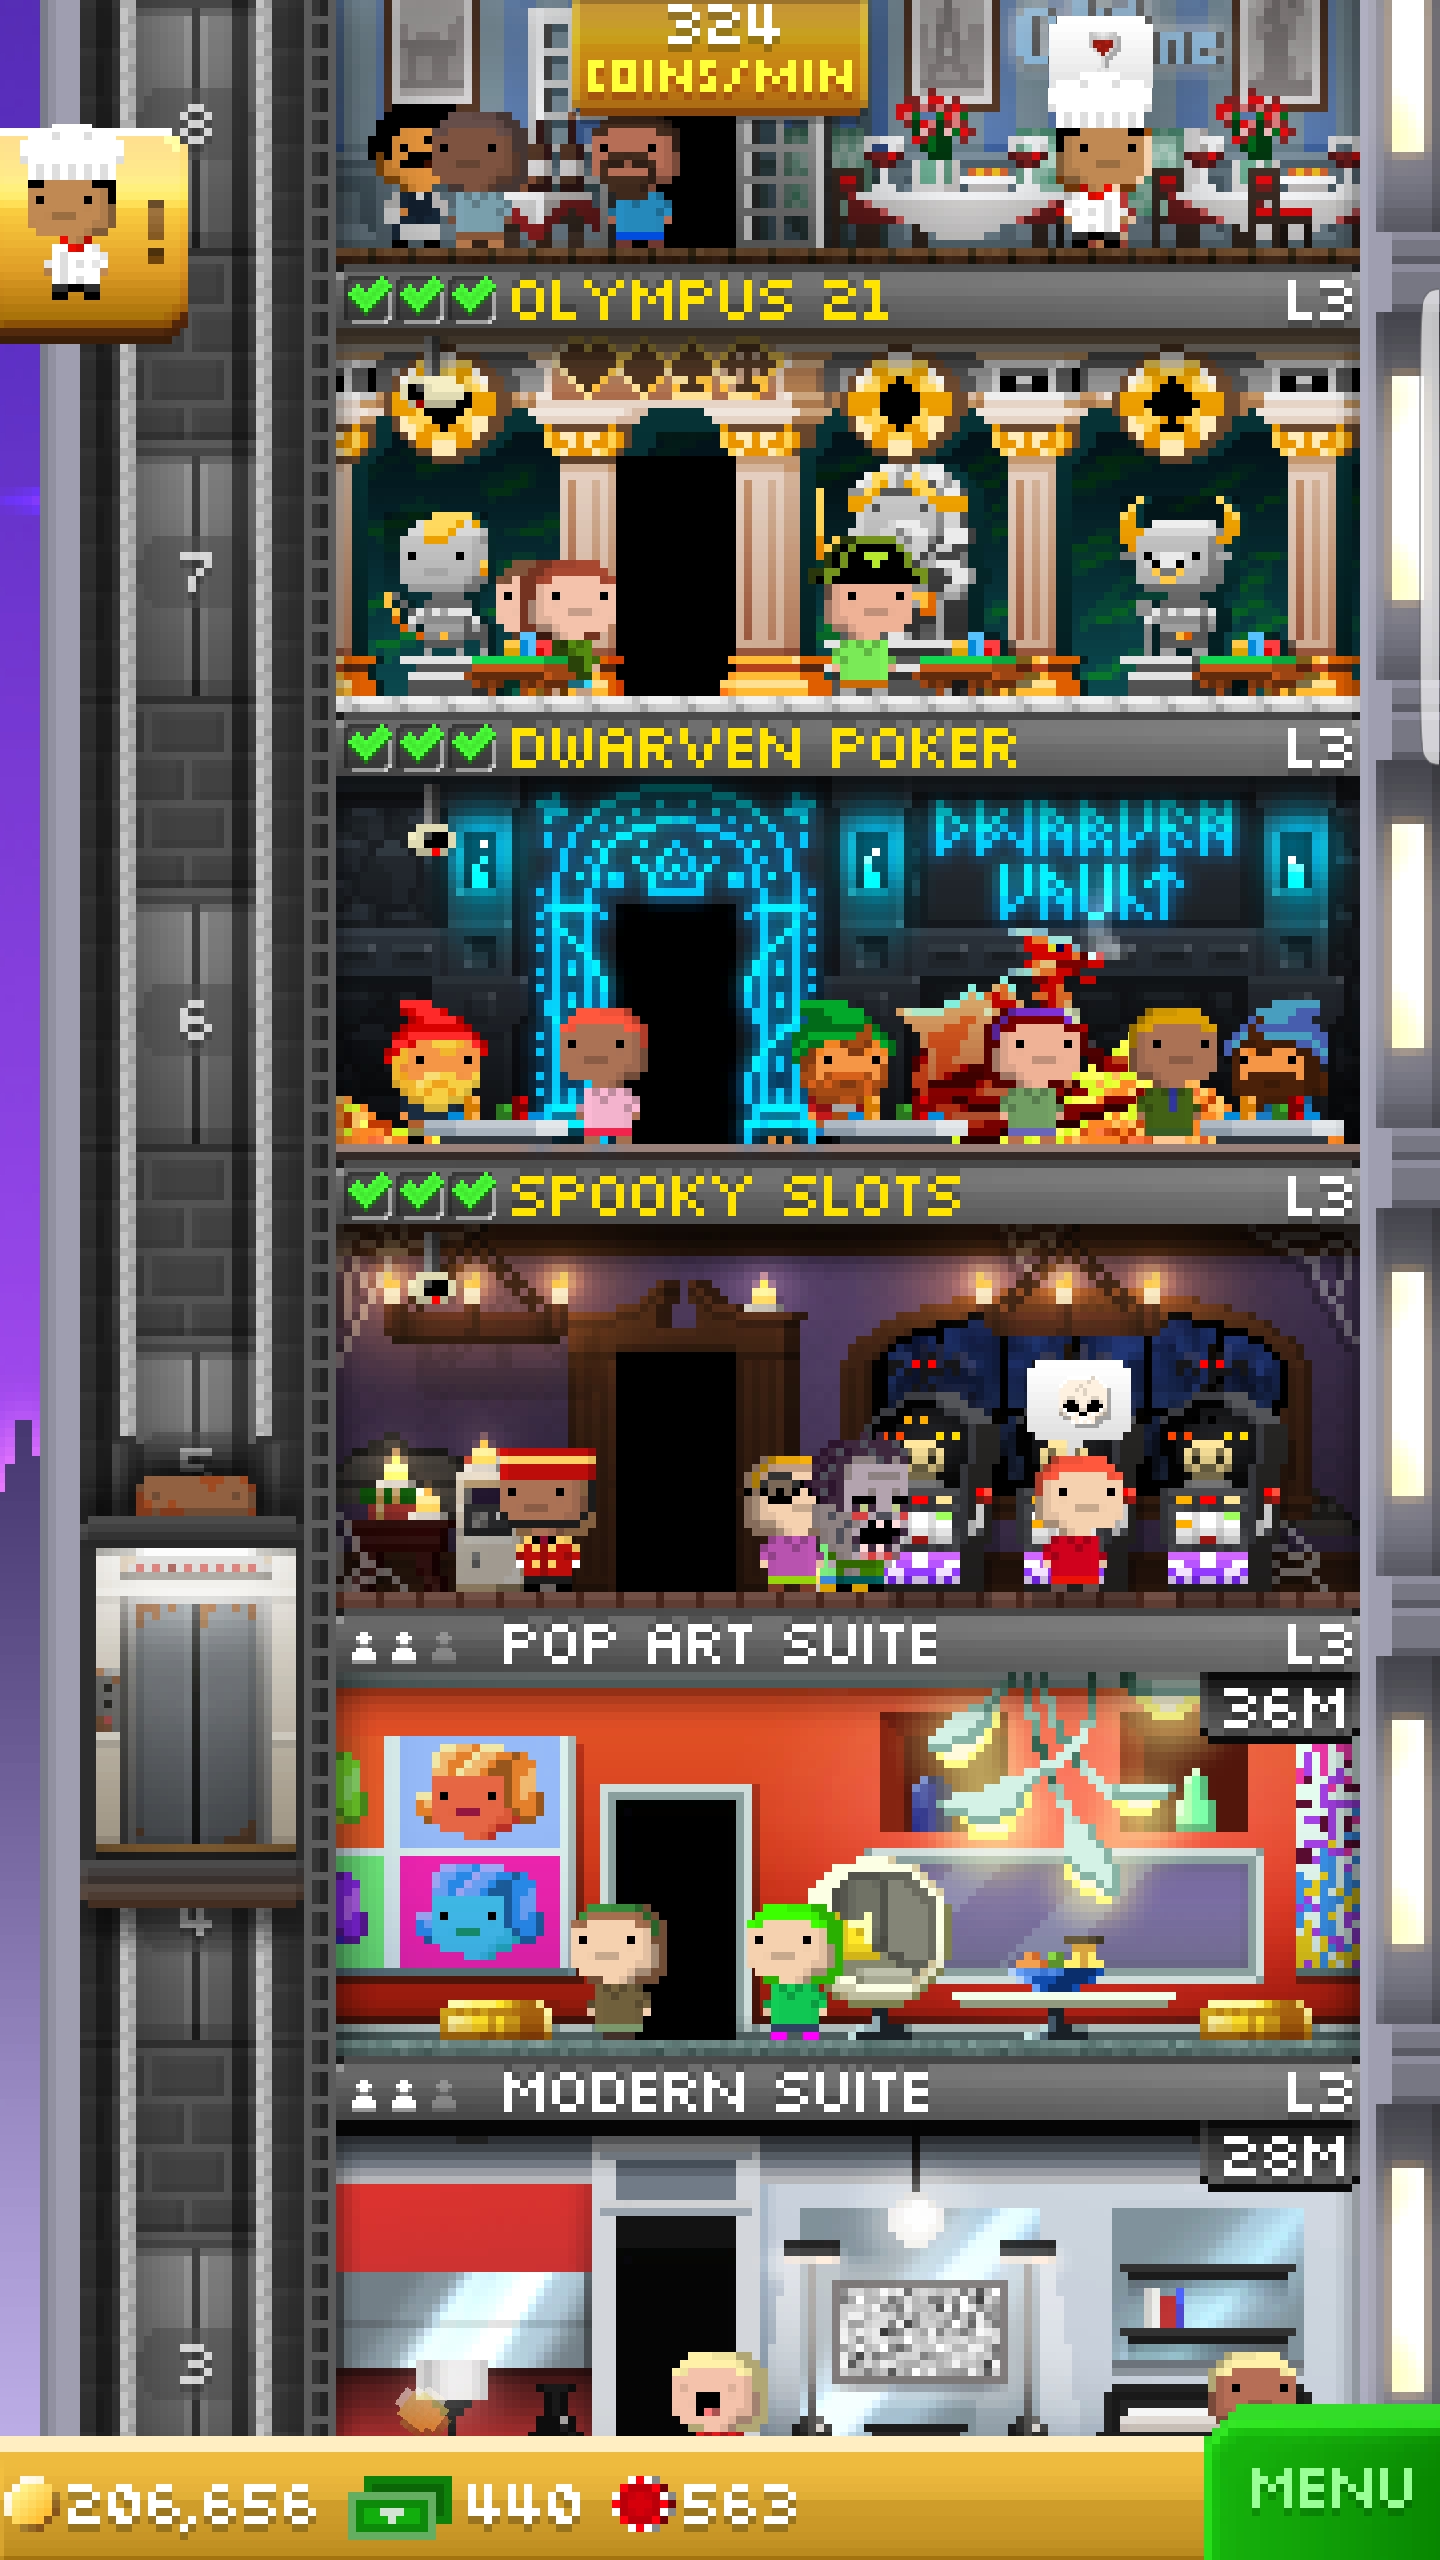 324
COINS/MIN
8
OLYMPUS 21 L3
7
DWARVEN POKER L3
DWARVEN
VAULT
6
SPOOKY SLOTS L3
5
POP ART SUITE L3
36M
4
MODERN SUITE L3
28M
3
206,656 440 563
MENU